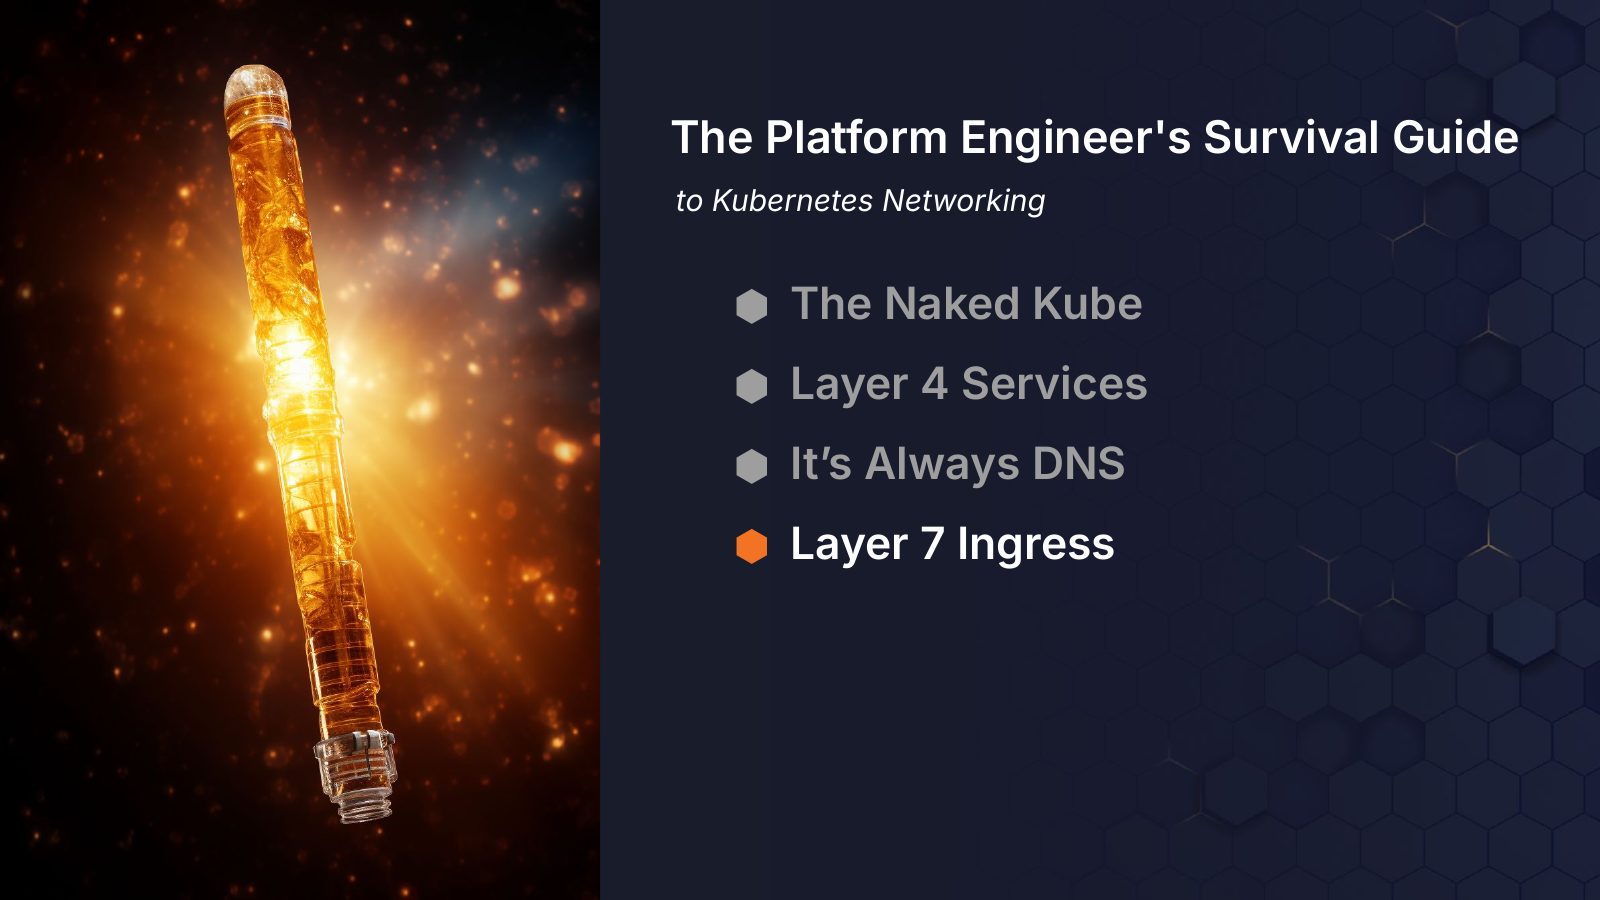 The Platform Engineer's Survival Guide
to Kubernetes Networking
The Naked Kube
Layer 4 Services
It’s Always DNS
Layer 7 Ingress